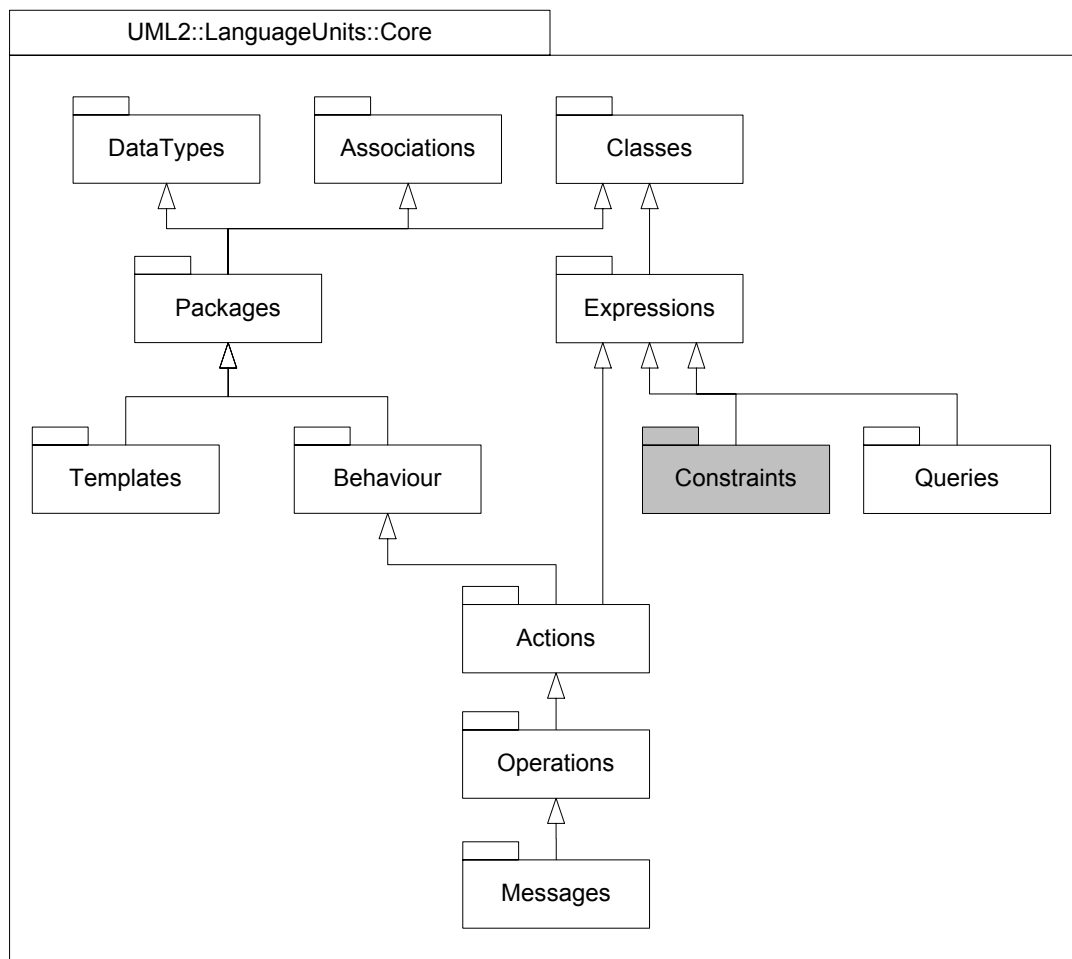 UML2::LanguageUnits::Core
DataTypes
Associations
Classes
Packages
Expressions
Templates
Behaviour
Constraints
Queries
Actions
Operations
Messages